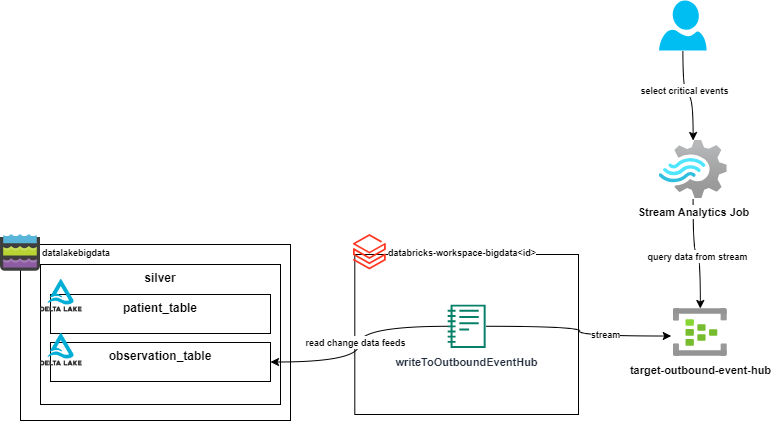 select critical events
Stream Analytics Job
query data from stream
datalakebigdata
databricks-workspace-bigdata<id>
silver
DELTA LAKE
patient_table
DELTA LAKE
observation_table
read change data feeds
stream
writeToOutboundEventHub
target-outbound-event-hub